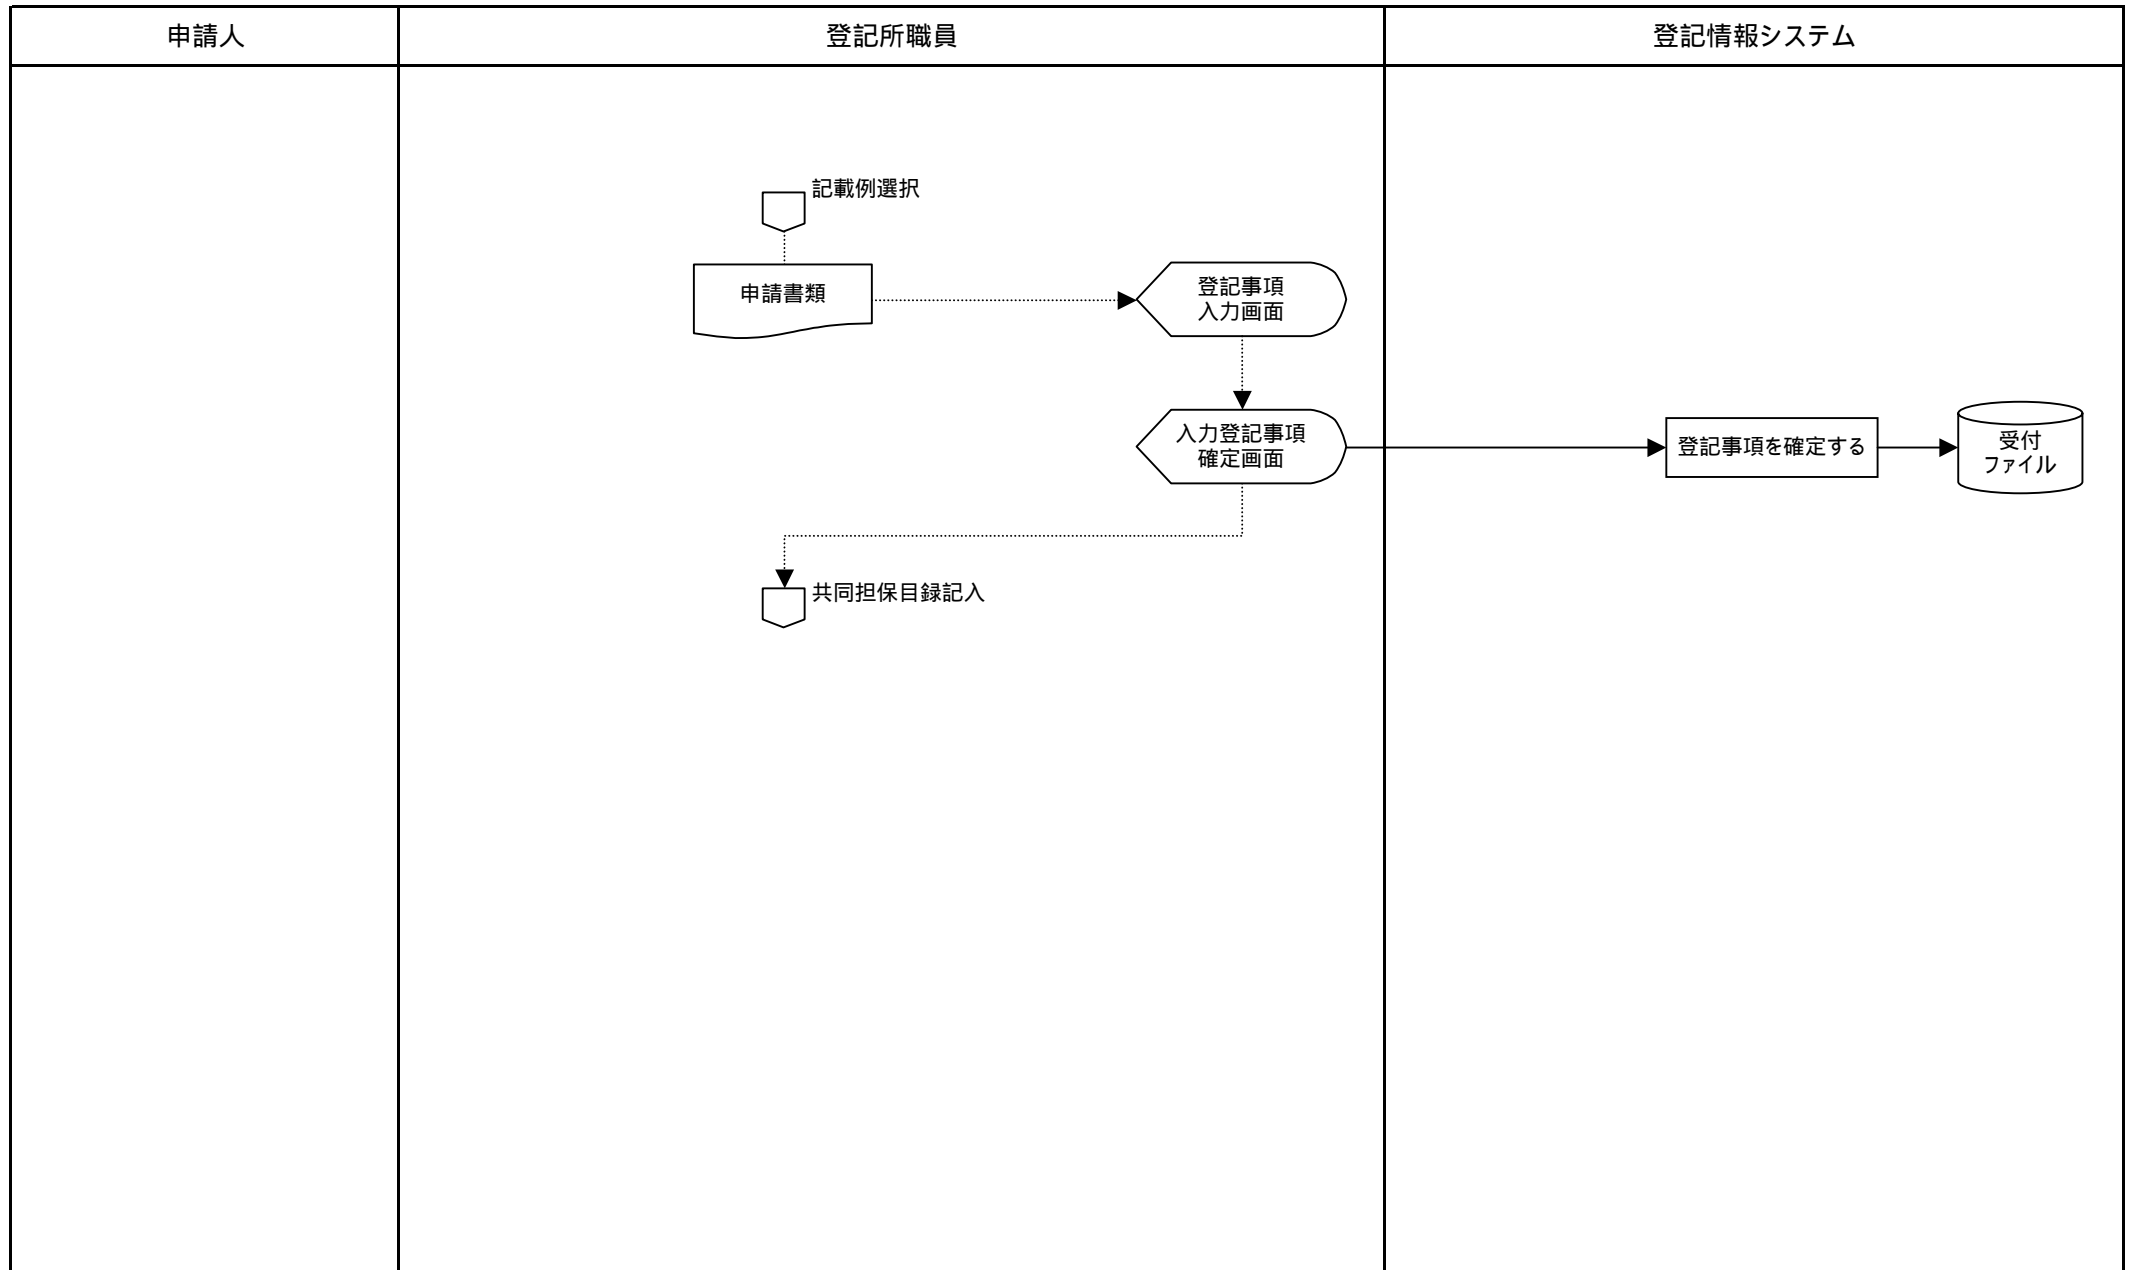 申請人
登記所職員
登記情報システム
記載例選択
申請書類
登記事項
入力画面
入力登記事項
確定画面
登記事項を確定する
受付
ファイル
共同担保目録記入